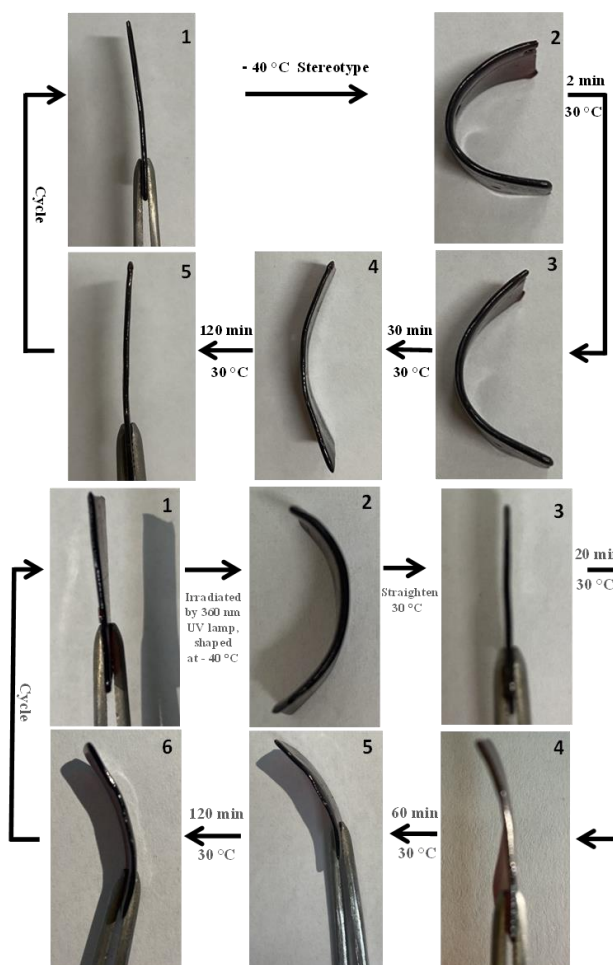 1
- 40 °C Stereotype
2
2 min
30 °C
Cycle
5
120 min
30 °C
4
30 min
30 °C
3
1
Irradiated
by 360 nm
UV lamp,
shaped
at - 40 °C
2
Straighten
30 °C
3
20 min
30 °C
Cycle
6
120 min
30 °C
5
60 min
30 °C
4